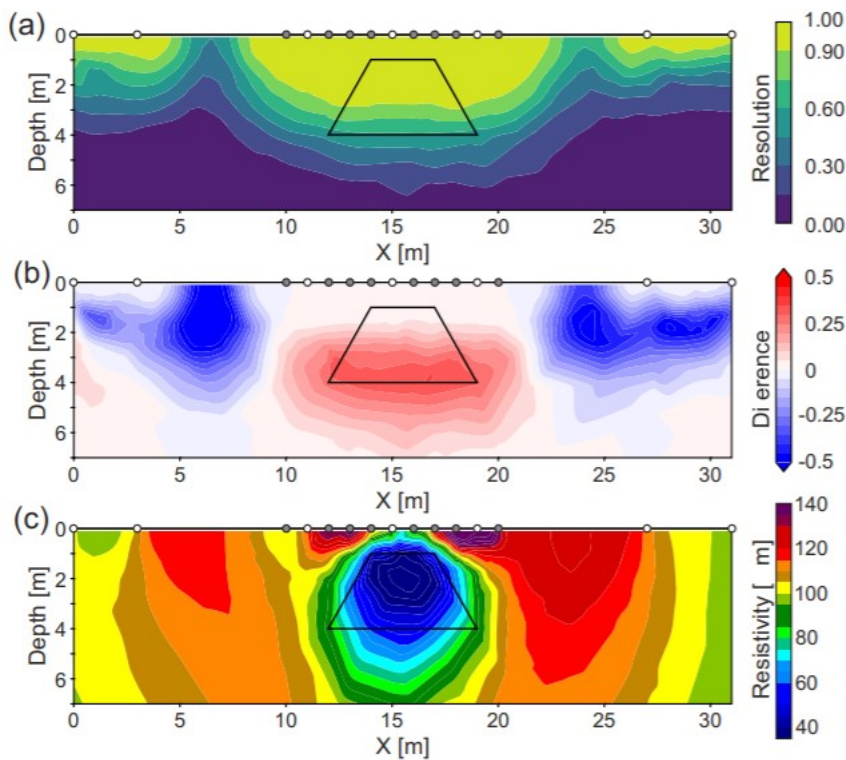 (a)
0
2
4
6
Depth [m]
0 5 10 15 20 25 30
X [m]
1.00
0.90
0.60
0.30
0.00
Resolution
(b)
0
2
4
6
Depth [m]
0 5 10 15 20 25 30
0.5
0.25
0
-0.25
-0.5
Di erence
(c)
0
2
4
6
Depth [m]
0 5 10 15 20 25 30
X [m]
140
120
100
80
60
40
Resistivity [ m]